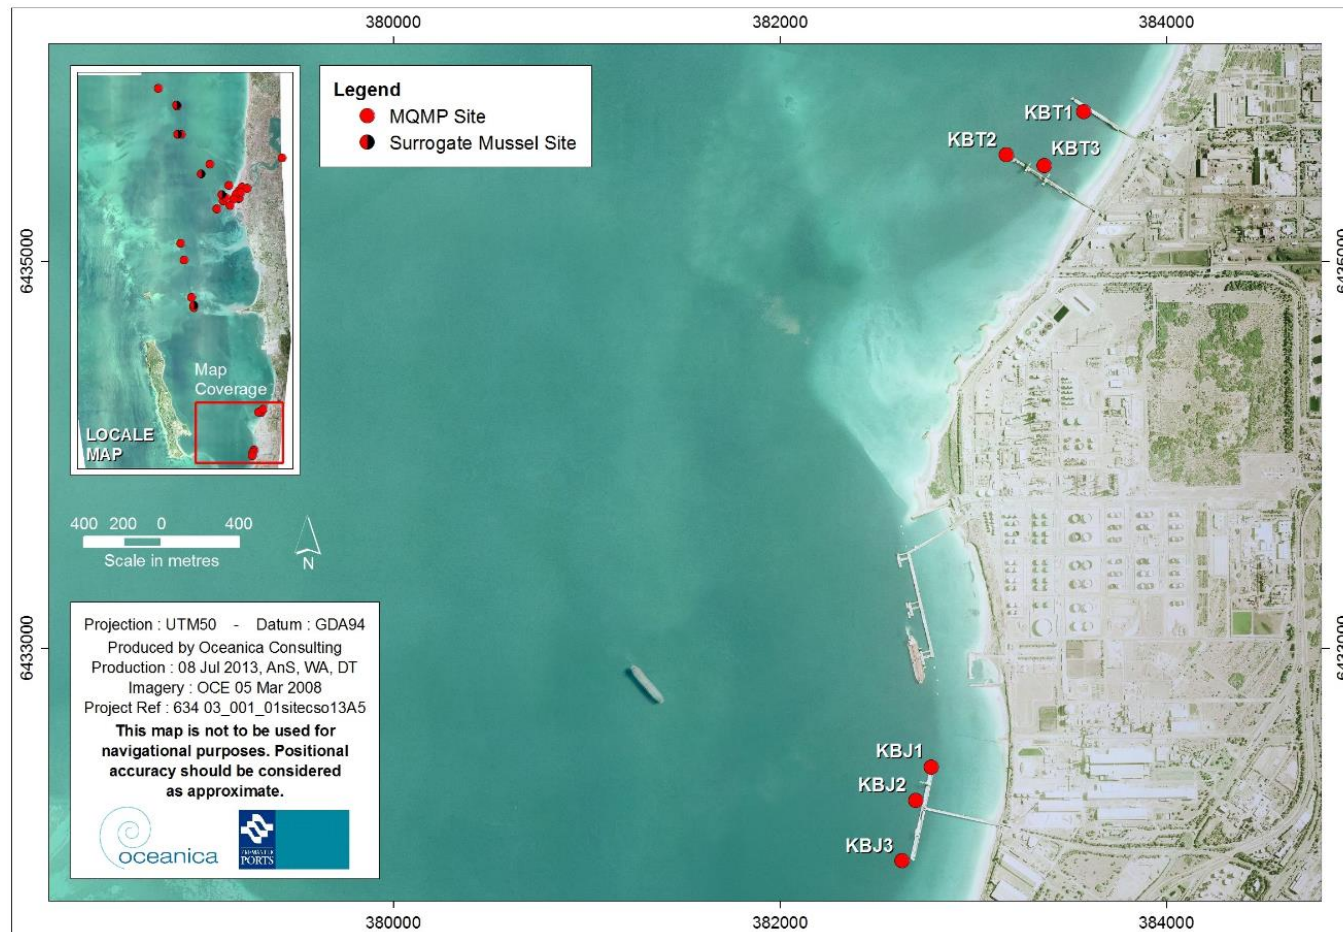 380000
382000
384000
Legend
MQMP Site
Surrogate Mussel Site
KBT1
KBT2
KBT3
6435000
6435000
Map
Coverage
LOCALE
MAP
400 200 0 400
Scale in metres
N
Projection : UTM50 - Datum : GDA94
Produced by Oceanica Consulting
Production : 08 Jul 2013, AnS, WA, DT
Imagery : OCE 05 Mar 2008
Project Ref : 634 03_001_01sitecso13A5
This map is not to be used for
navigational purposes. Positional
accuracy should be considered
as approximate.
oceanica
FREMANTLE
PORTS
6433000
6433000
KBJ1
KBJ2
KBJ3
380000
382000
384000